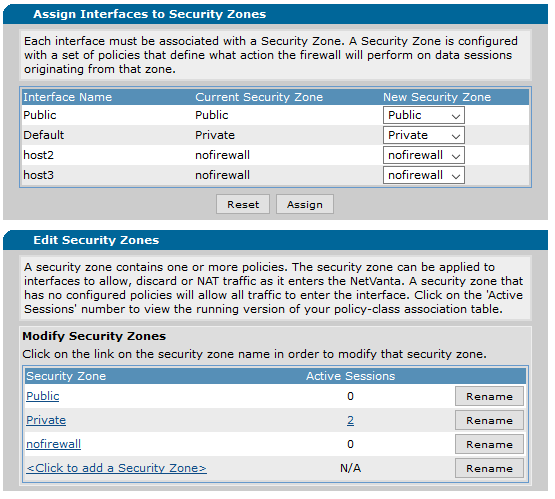 Assign Interfaces to Security Zones
Each interface must be associated with a Security Zone. A Security Zone is configured
with a set of policies that define what action the firewall will perform on data sessions
originating from that zone.
Interface Name Current Security Zone New Security Zone
Public Public Public
Default Private Private
host2 nofirewall nofirewall
host3 nofirewall nofirewall
Reset Assign
Edit Security Zones
A security zone contains one or more policies. The security zone can be applied to
interfaces to allow, discard or NAT traffic as it enters the NetVanta. A security zone that
has no configured policies will allow all traffic to enter the interface. Click on the 'Active
Sessions' number to view the running version of your policy-class association table.
Modify Security Zones
Click on the link on the security zone name in order to modify that security zone.
Security Zone Active Sessions
Public 0 Rename
Private 2 Rename
nofirewall 0 Rename
<Click to add a Security Zone> N/A Rename